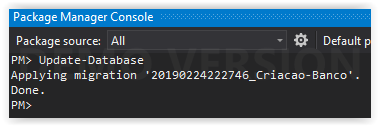 Package Manager Console
Package source: All Default p
PM> Update-Database
Applying migration '20190224222746_Criacao-Banco'.
Done.
PM>